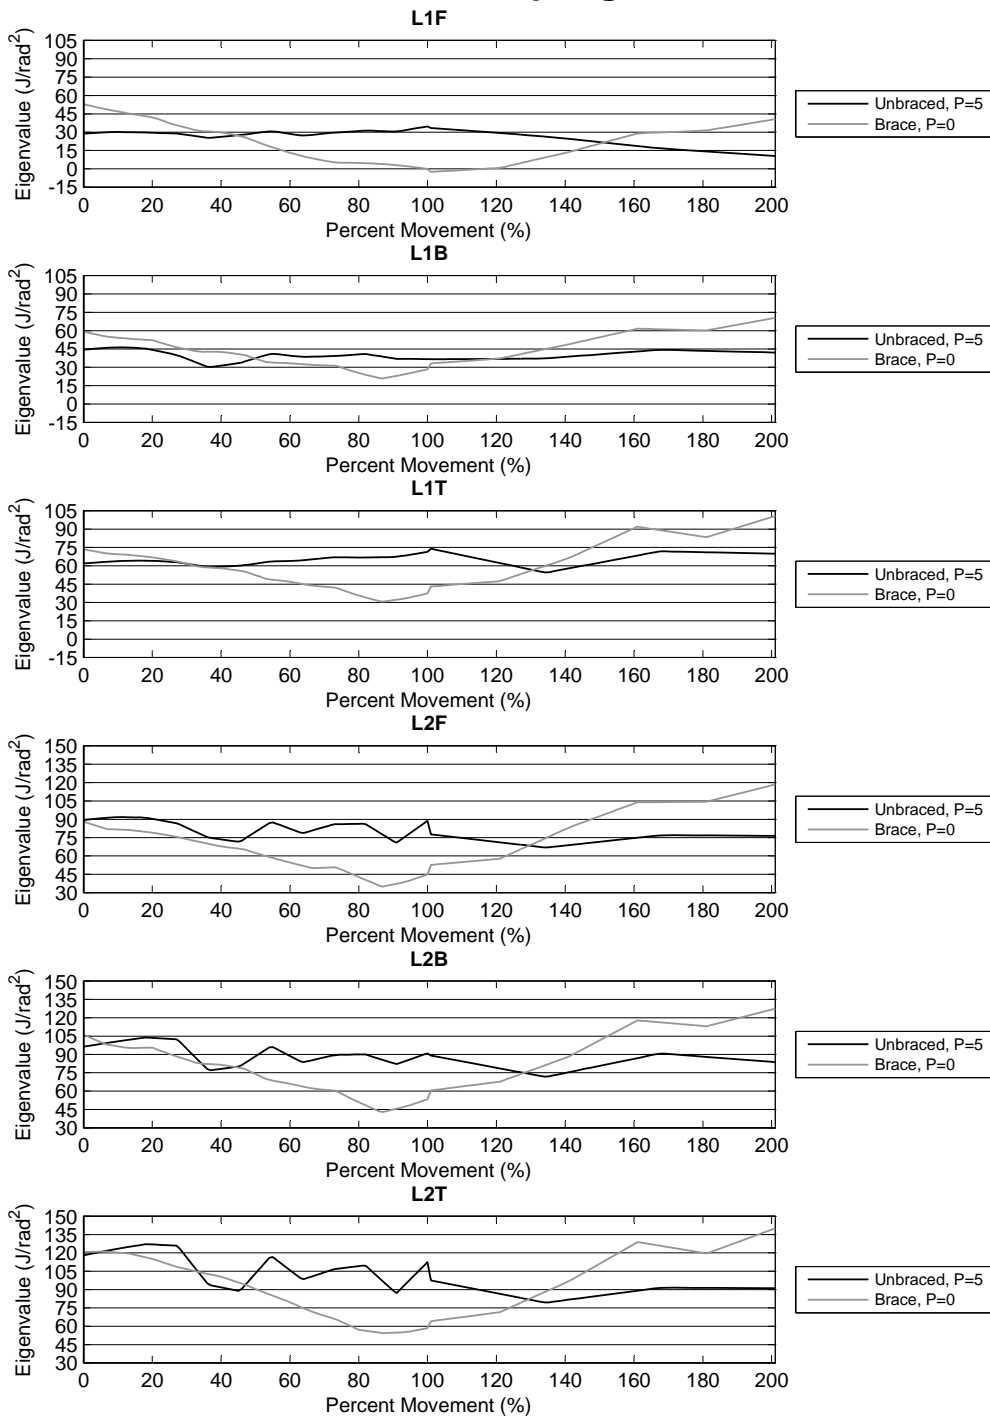 L1F
105
90
75
60
45
30
15
0
-15
Eigenvalue (J/rad2)
0 20 40 60 80 100 120 140 160 180 200
Percent Movement (%)
Unbraced, P=5
Brace, P=0
L1B
105
90
75
60
45
30
15
0
-15
Eigenvalue (J/rad2)
0 20 40 60 80 100 120 140 160 180 200
Percent Movement (%)
Unbraced, P=5
Brace, P=0
L1T
105
90
75
60
45
30
15
0
-15
Eigenvalue (J/rad2)
0 20 40 60 80 100 120 140 160 180 200
Percent Movement (%)
Unbraced, P=5
Brace, P=0
L2F
150
135
120
105
90
75
60
45
30
Eigenvalue (J/rad2)
0 20 40 60 80 100 120 140 160 180 200
Percent Movement (%)
Unbraced, P=5
Brace, P=0
L2B
150
135
120
105
90
75
60
45
30
Eigenvalue (J/rad2)
0 20 40 60 80 100 120 140 160 180 200
Percent Movement (%)
Unbraced, P=5
Brace, P=0
L2T
150
135
120
105
90
75
60
45
30
Eigenvalue (J/rad2)
0 20 40 60 80 100 120 140 160 180 200
Percent Movement (%)
Unbraced, P=5
Brace, P=0